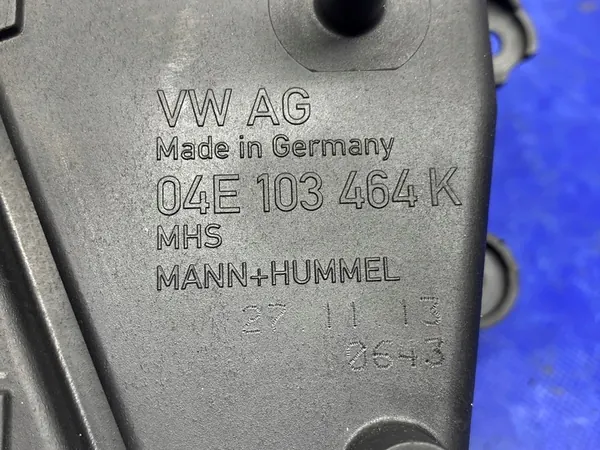 VW AG
Made in Germany
04E 103 464 K
MHS
MANN+HUMMEL
27 11 13
0643